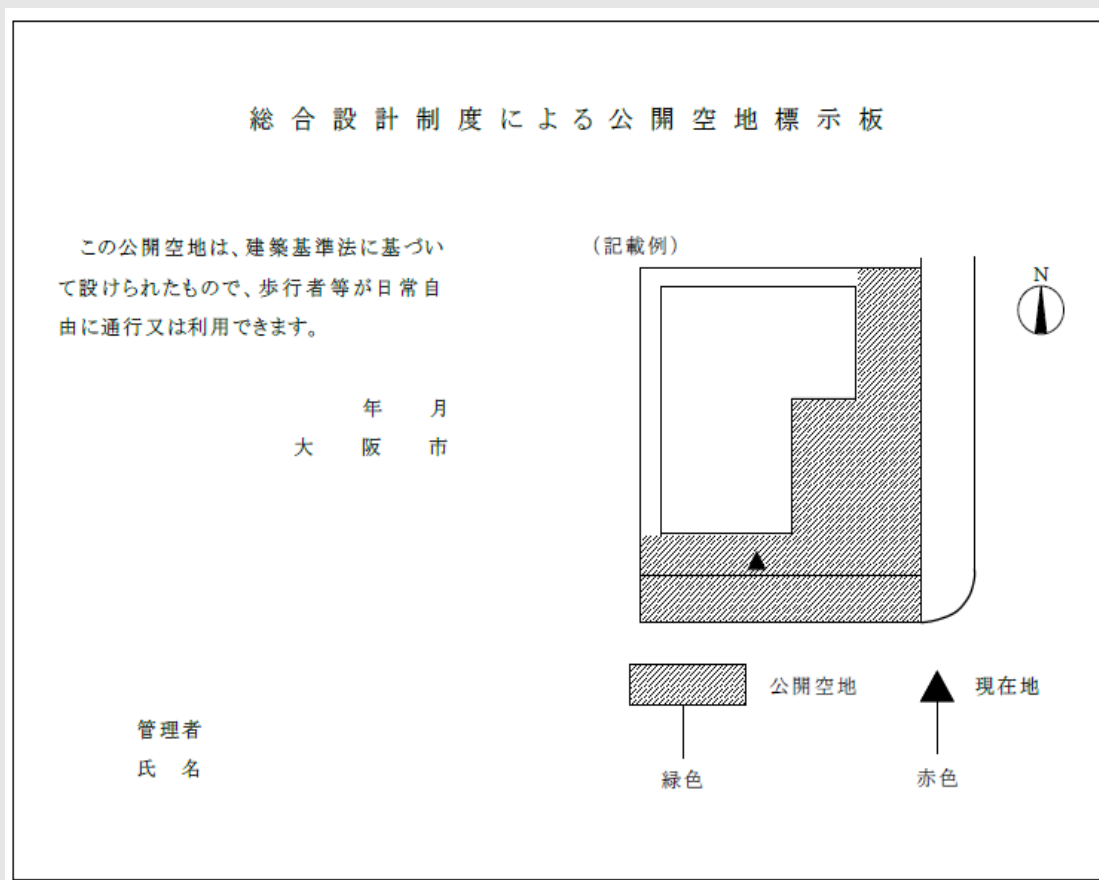 総合設計制度による公開空地標示板
この公開空地は、建築基準法に基づい
て設けられたもので、歩行者等が日常自
由に通行又は利用できます。
年　月
大　阪　市
管理者
氏　名
（記載例）
N
公開空地
現在地
緑色
赤色